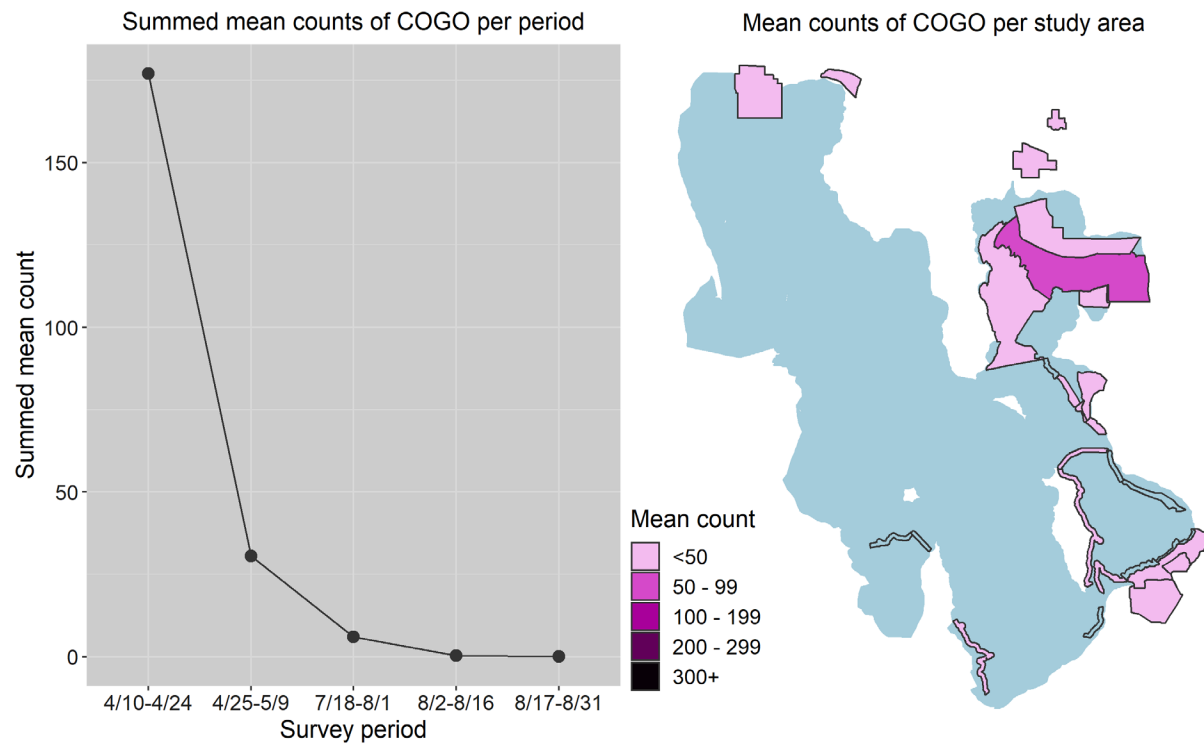 Summed mean counts of COGO per period
Mean counts of COGO per study area
Summed mean count
150
100
50
0
4/10-4/24 4/25-5/9 7/18-8/1 8/2-8/16 8/17-8/31
Survey period
Mean count
<50
50 - 99
100 - 199
200 - 299
300+